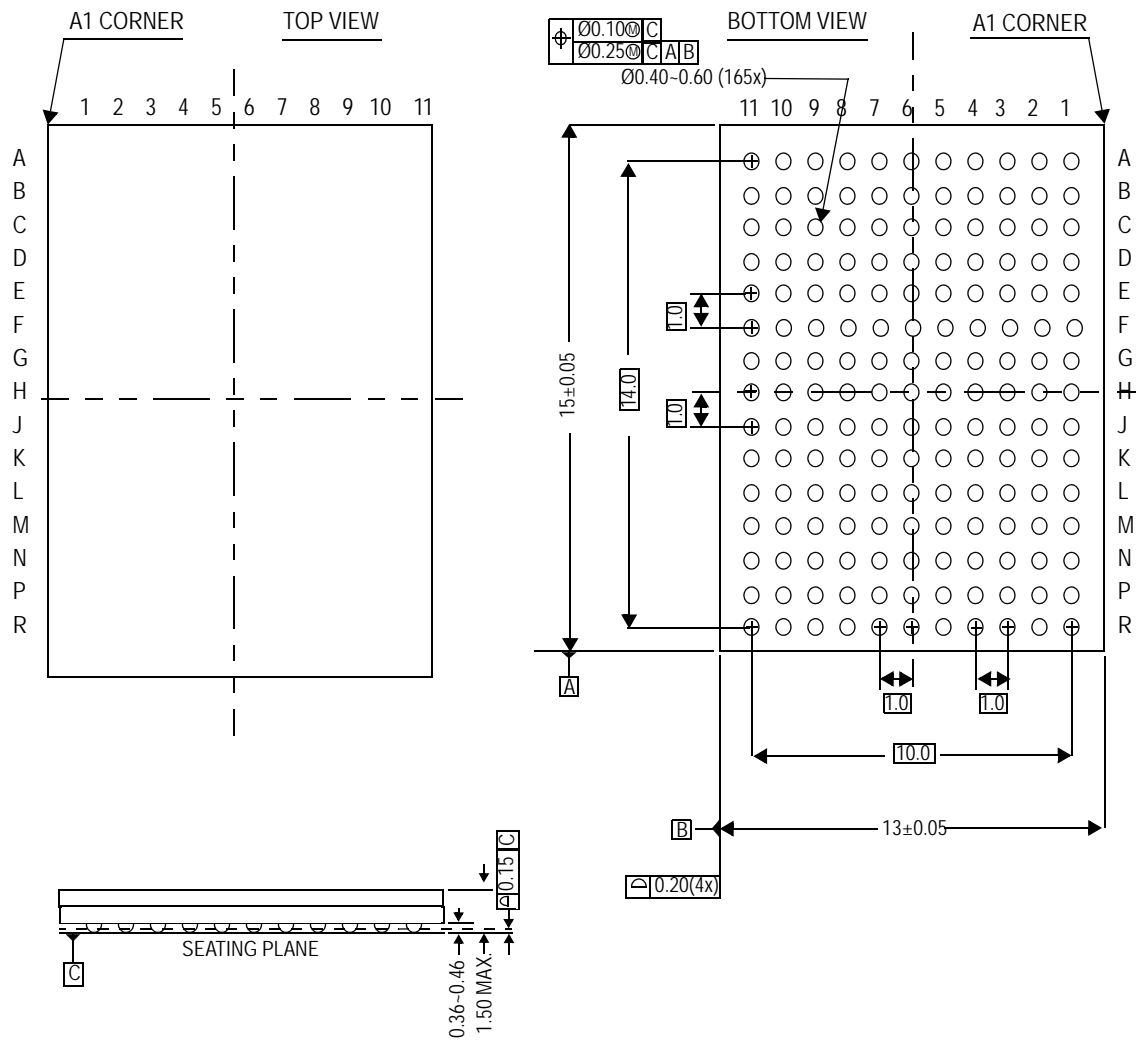 A1 CORNER
TOP VIEW
Ø0.10Ⓜ C
Ø0.25Ⓜ C A B
BOTTOM VIEW
A1 CORNER
Ø0.40~0.60 (165x)
1 2 3 4 5 6 7 8 9 10 11
11 10 9 8 7 6 5 4 3 2 1
A
B
C
D
E
F
G
H
J
K
L
M
N
P
R
A
B
C
D
E
F
G
H
J
K
L
M
N
P
R
15±0.05
14.0
1.0
1.0
A
1.0
1.0
10.0
B
13±0.05
0.20(4x)
0.15 C
SEATING PLANE
C
0.36~0.46
1.50 MAX.